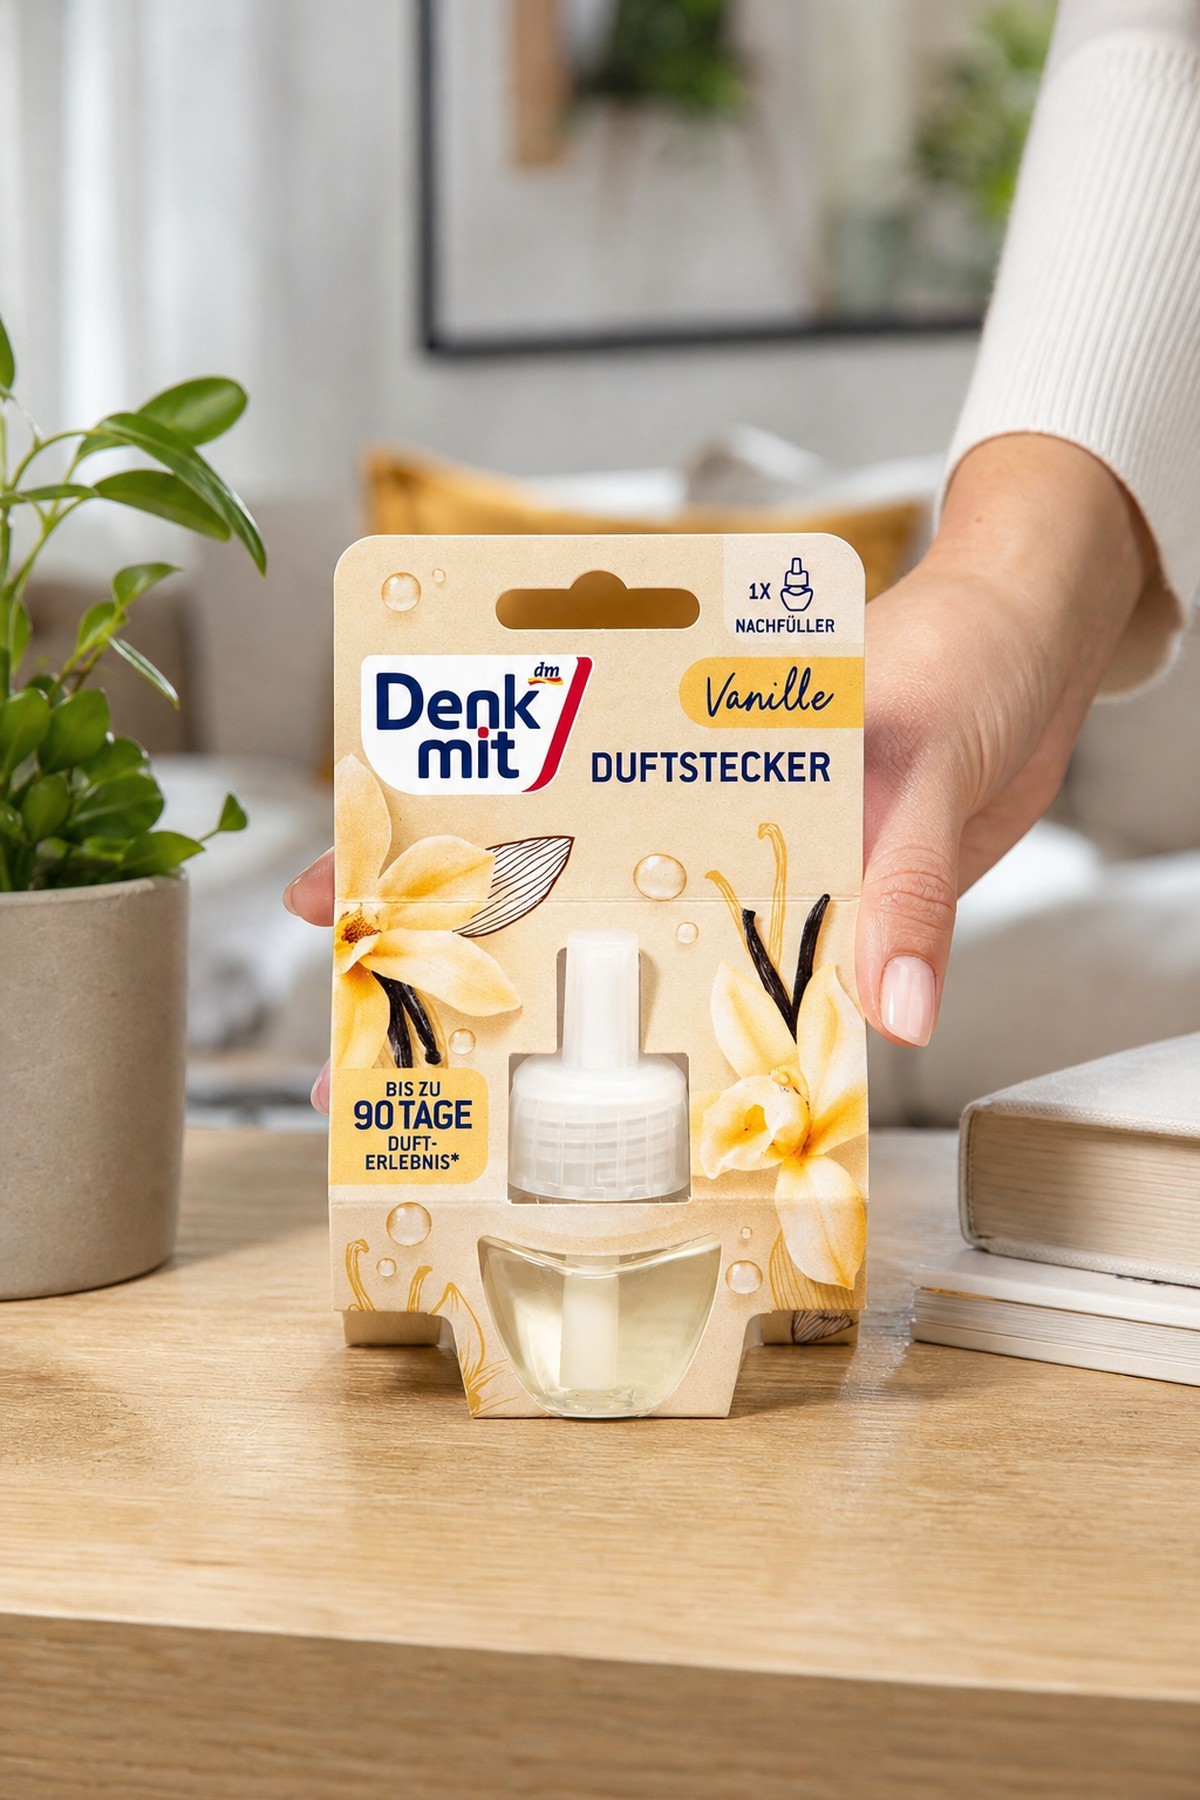 1X
NACHFÜLLER
dm
Denk
mit
Vanille
DUFTSTECKER
BIS ZU
90 TAGE
DUFT-
ERLEBNIS*